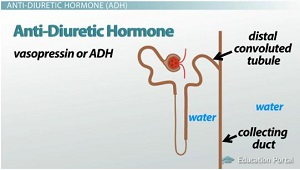 ANTI-DIURETIC HORMONE (ADH)
Anti-Diuretic Hormone
vasopressin or ADH
distal
convoluted
tubule
water
water
collecting
duct
Education Portal